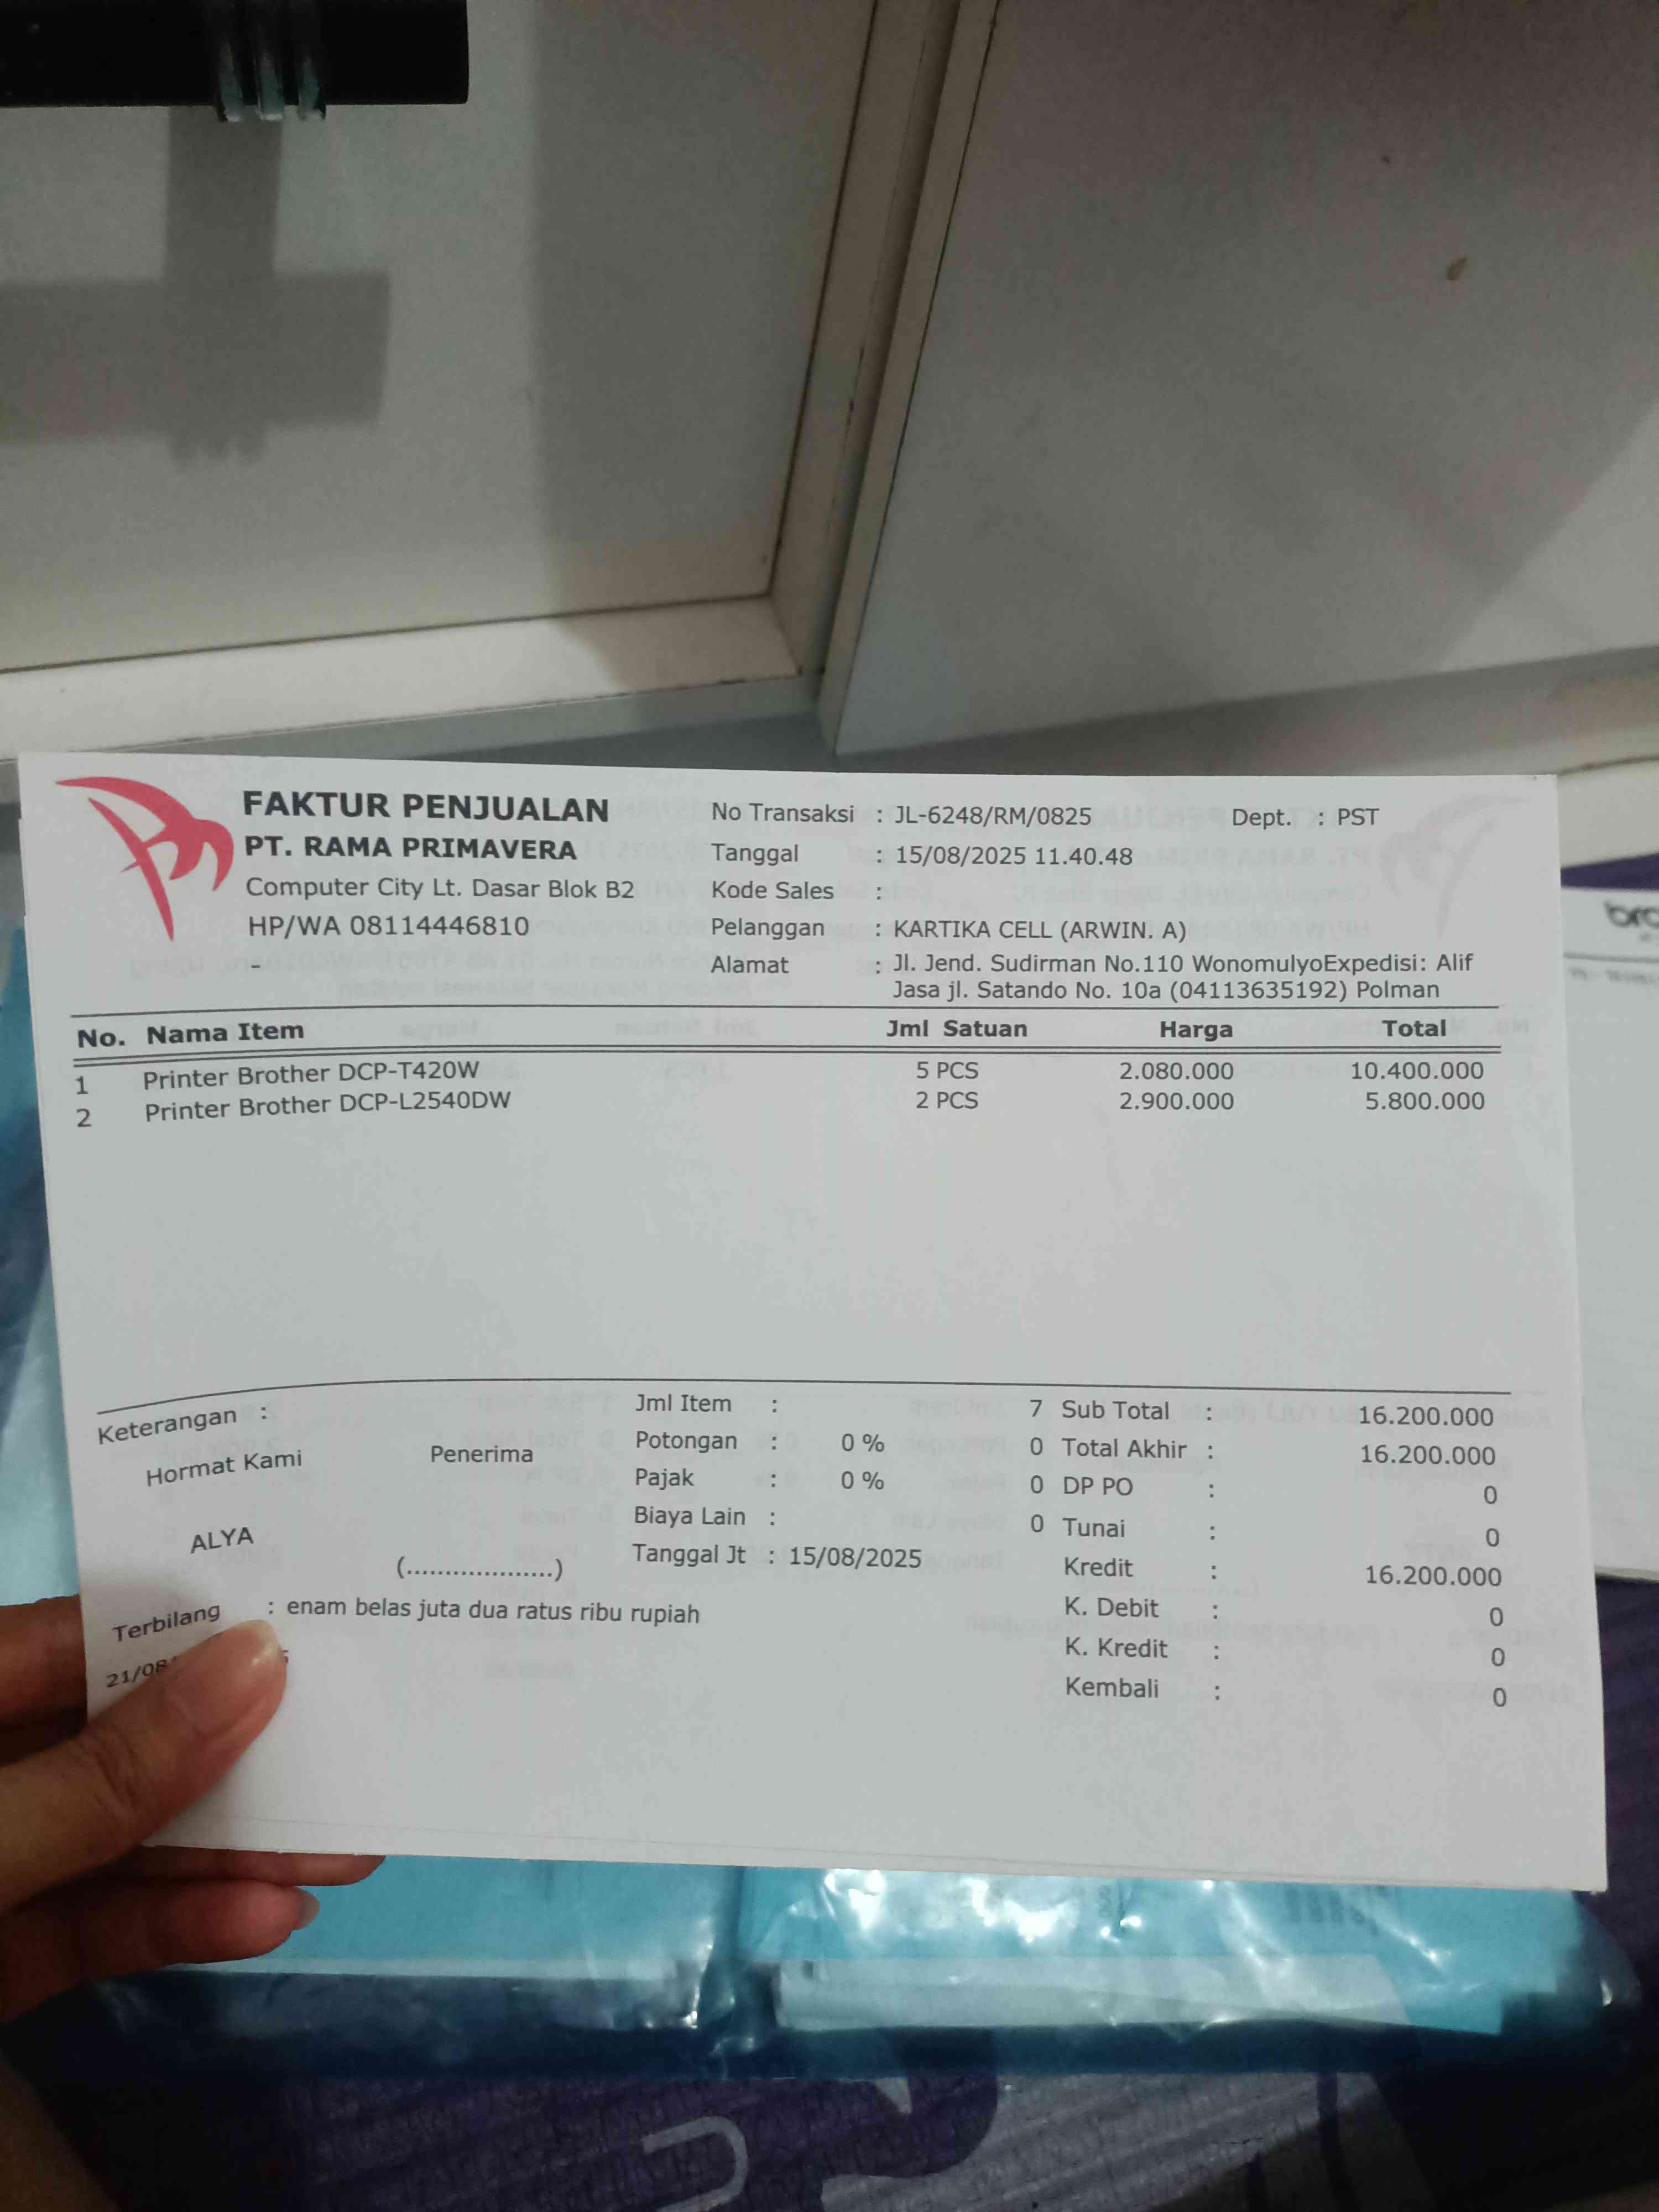 FAKTUR PENJUALAN
PT. RAMA PRIMAVERA
Computer City Lt. Dasar Blok B2
HP/WA 08114446810
-
No Transaksi : JL-6248/RM/0825 Dept. : PST
Tanggal : 15/08/2025 11.40.48
Kode Sales :
Pelanggan : KARTIKA CELL (ARWIN. A)
Alamat : Jl. Jend. Sudirman No.110 WonomulyoExpedisi: Alif
Jasa jl. Satando No. 10a (04113635192) Polman
No. Nama Item Jml Satuan Harga Total
1 Printer Brother DCP-T420W 5 PCS 2.080.000 10.400.000
2 Printer Brother DCP-L2540DW 2 PCS 2.900.000 5.800.000
Keterangan :
Hormat Kami Penerima
ALYA
(...................)
Jml Item : 7
Potongan : 0 % 0
Pajak : 0 % 0
Biaya Lain : 0
Tanggal Jt : 15/08/2025
Sub Total : 16.200.000
Total Akhir : 16.200.000
DP PO : 0
Tunai : 0
Kredit : 16.200.000
K. Debit : 0
K. Kredit : 0
Kembali : 0
Terbilang : enam belas juta dua ratus ribu rupiah
21/08